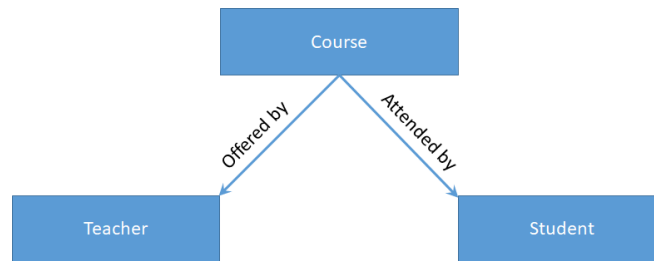 Course
Offered by
Attended by
Teacher
Student